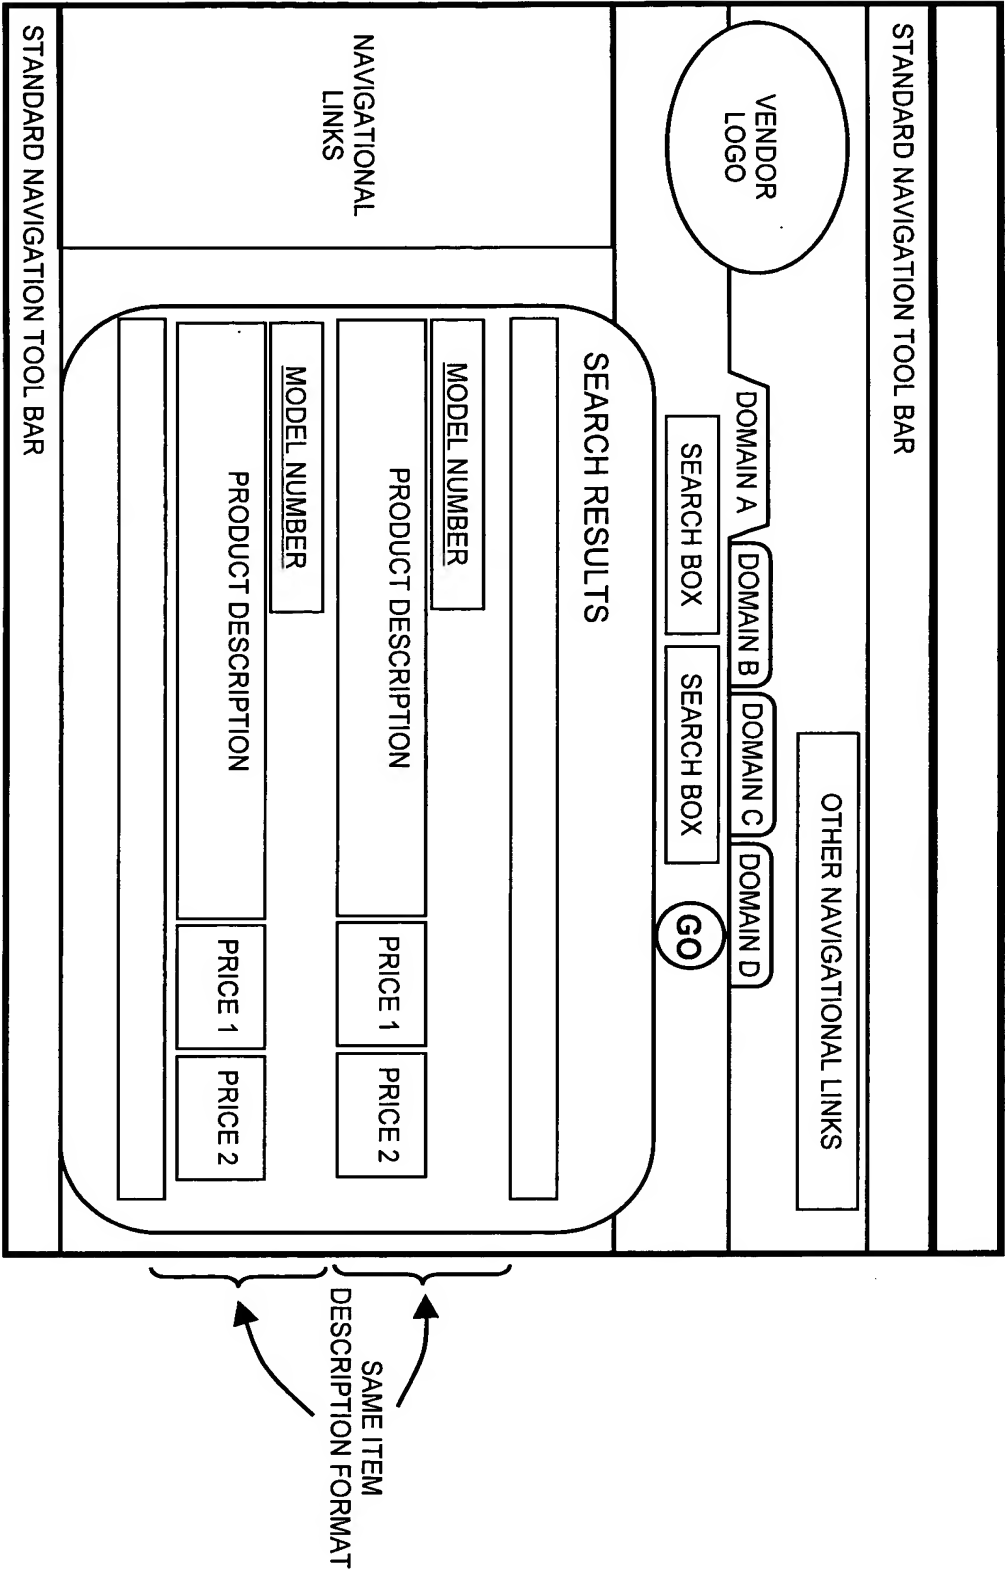 STANDARD NAVIGATION TOOL BAR
OTHER NAVIGATIONAL LINKS
VENDOR
LOGO
DOMAIN A
DOMAIN B
DOMAIN C
DOMAIN D
SEARCH BOX
SEARCH BOX
GO
NAVIGATIONAL
LINKS
SEARCH RESULTS
MODEL NUMBER
PRODUCT DESCRIPTION
PRICE 1
PRICE 2
MODEL NUMBER
PRODUCT DESCRIPTION
PRICE 1
PRICE 2
SAME ITEM
DESCRIPTION FORMAT
STANDARD NAVIGATION TOOL BAR